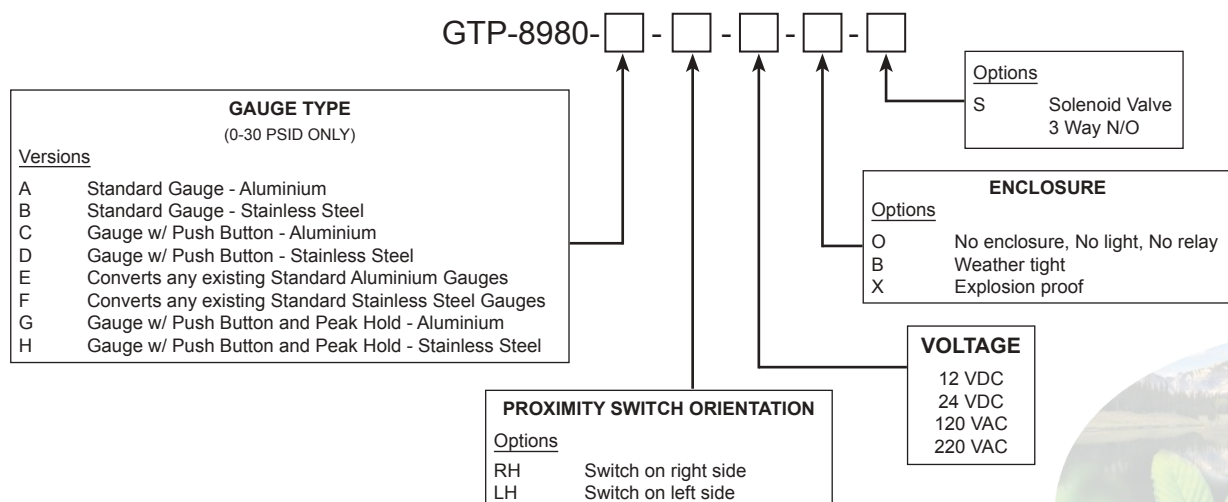 GTP-8980- - - - -
GAUGE TYPE
(0-30 PSID ONLY)
Versions
A Standard Gauge - Aluminium
B Standard Gauge - Stainless Steel
C Gauge w/ Push Button - Aluminium
D Gauge w/ Push Button - Stainless Steel
E Converts any existing Standard Aluminium Gauges
F Converts any existing Standard Stainless Steel Gauges
G Gauge w/ Push Button and Peak Hold - Aluminium
H Gauge w/ Push Button and Peak Hold - Stainless Steel
PROXIMITY SWITCH ORIENTATION
Options
RH Switch on right side
LH Switch on left side
VOLTAGE
12 VDC
24 VDC
120 VAC
220 VAC
ENCLOSURE
Options
O No enclosure, No light, No relay
B Weather tight
X Explosion proof
Options
S Solenoid Valve
3 Way N/O